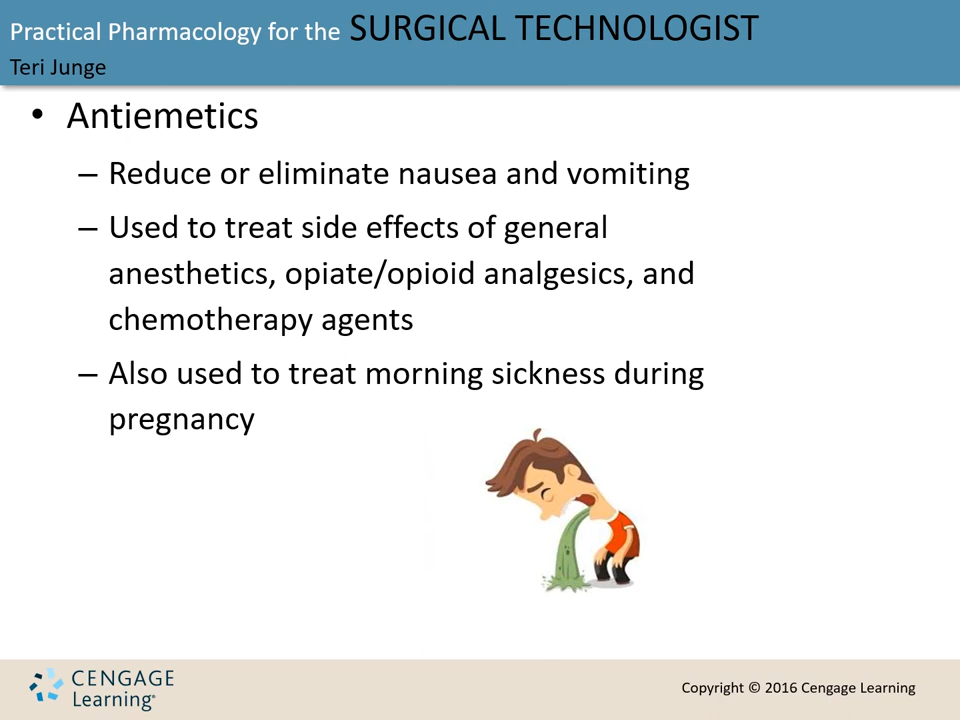 Practical Pharmacology for the SURGICAL TECHNOLOGIST
Teri Junge
• Antiemetics
– Reduce or eliminate nausea and vomiting
– Used to treat side effects of general
anesthetics, opiate/opioid analgesics, and
chemotherapy agents
– Also used to treat morning sickness during
pregnancy
CENGAGE
Learning®
Copyright © 2016 Cengage Learning